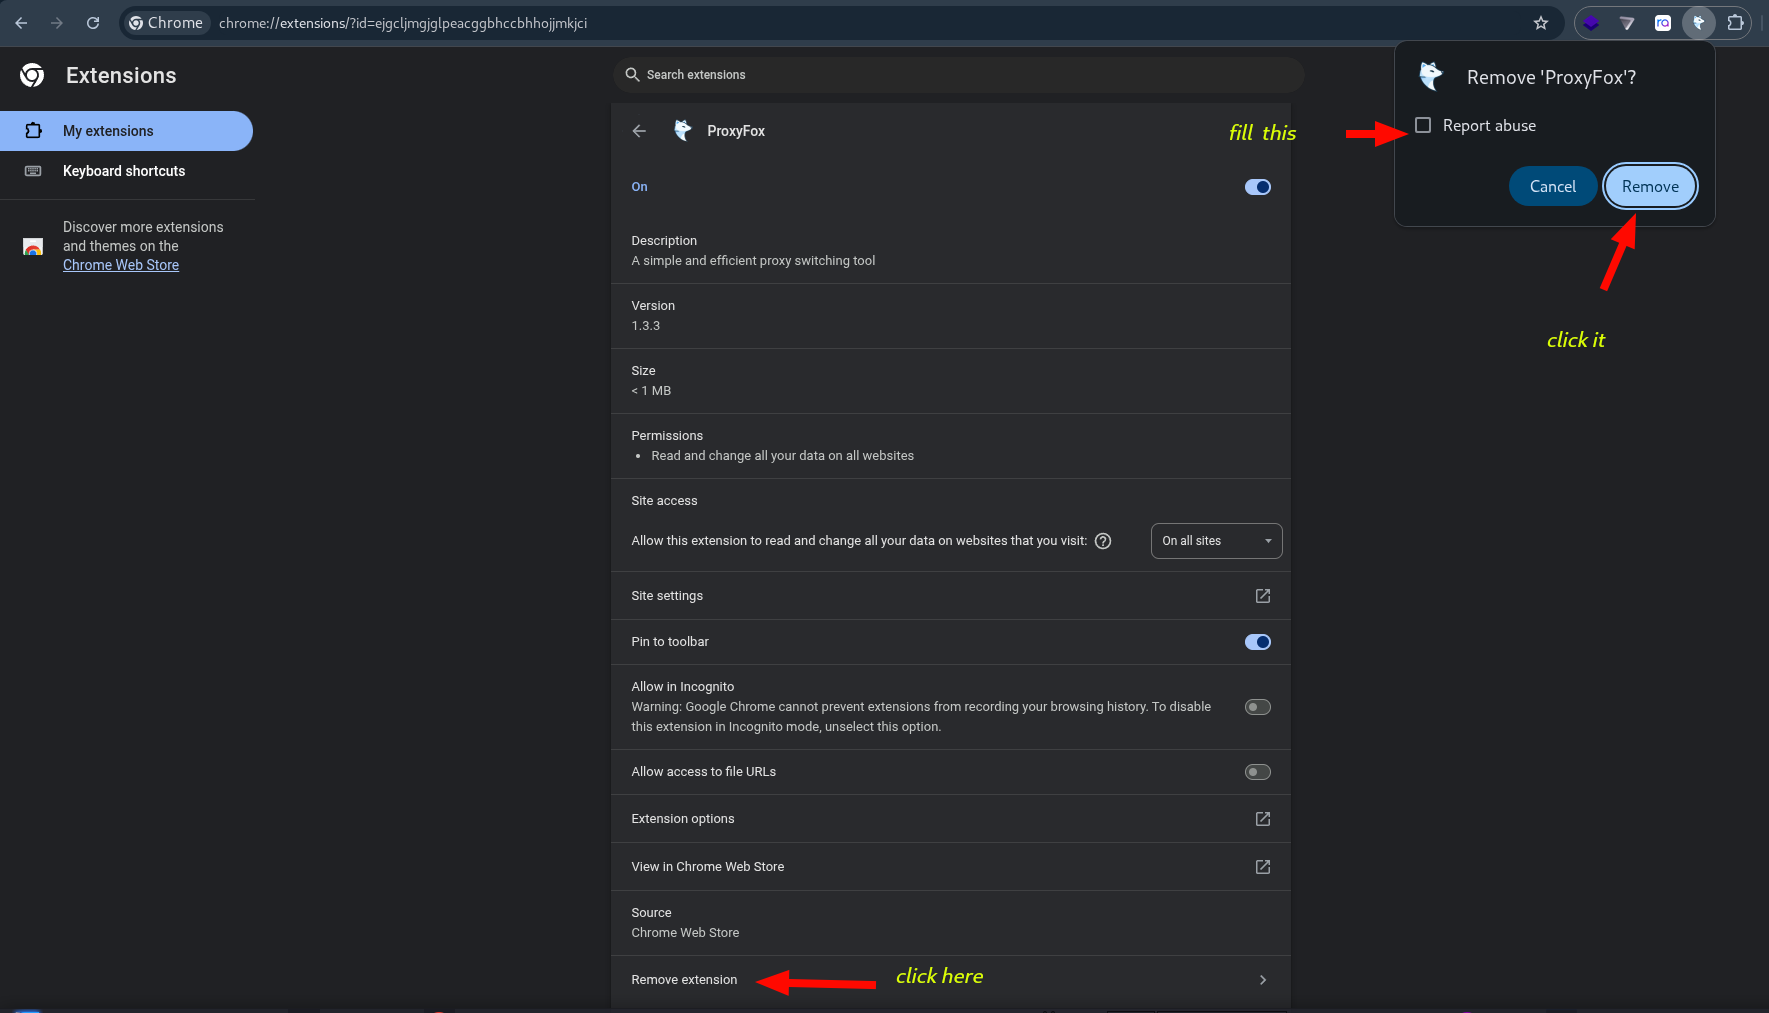 Chrome
chrome://extensions/?id=ejgcljmgjglpeacggbhccbhhojjmkjci
ra
Extensions
Search extensions
My extensions
Keyboard shortcuts
Discover more extensions
and themes on the
Chrome Web Store
ProxyFox
On
Description
A simple and efficient proxy switching tool
Version
1.3.3
Size
< 1 MB
Permissions
• Read and change all your data on all websites
Site access
Allow this extension to read and change all your data on websites that you visit:
On all sites
Site settings
Pin to toolbar
Allow in Incognito
Warning: Google Chrome cannot prevent extensions from recording your browsing history. To disable
this extension in Incognito mode, unselect this option.
Allow access to file URLs
Extension options
View in Chrome Web Store
Source
Chrome Web Store
Remove extension
click here
Remove 'ProxyFox'?
fill this
Report abuse
Cancel
Remove
click it